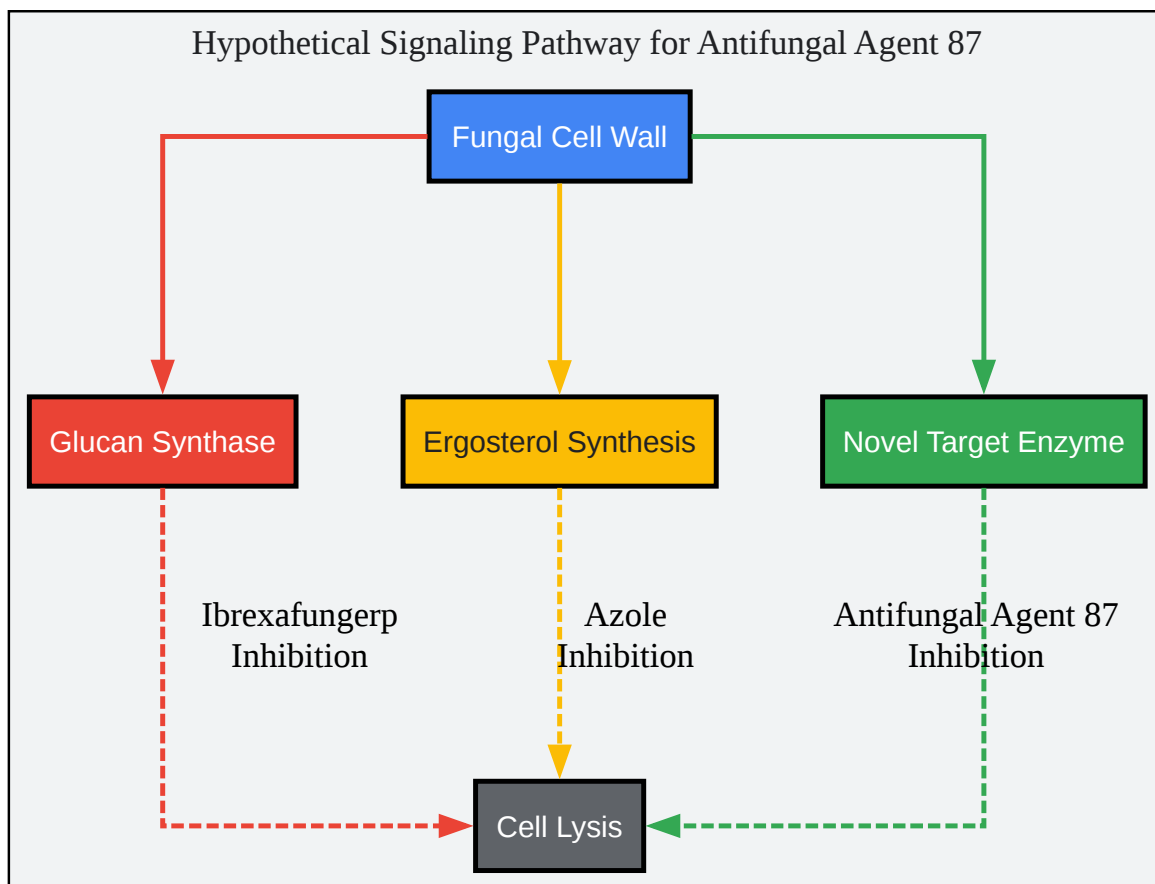 Hypothetical Signaling Pathway for Antifungal Agent 87
Fungal Cell Wall
Glucan Synthase
Ergosterol Synthesis
Novel Target Enzyme
Ibrexafungerp
Inhibition
Azole
Inhibition
Antifungal Agent 87
Inhibition
Cell Lysis